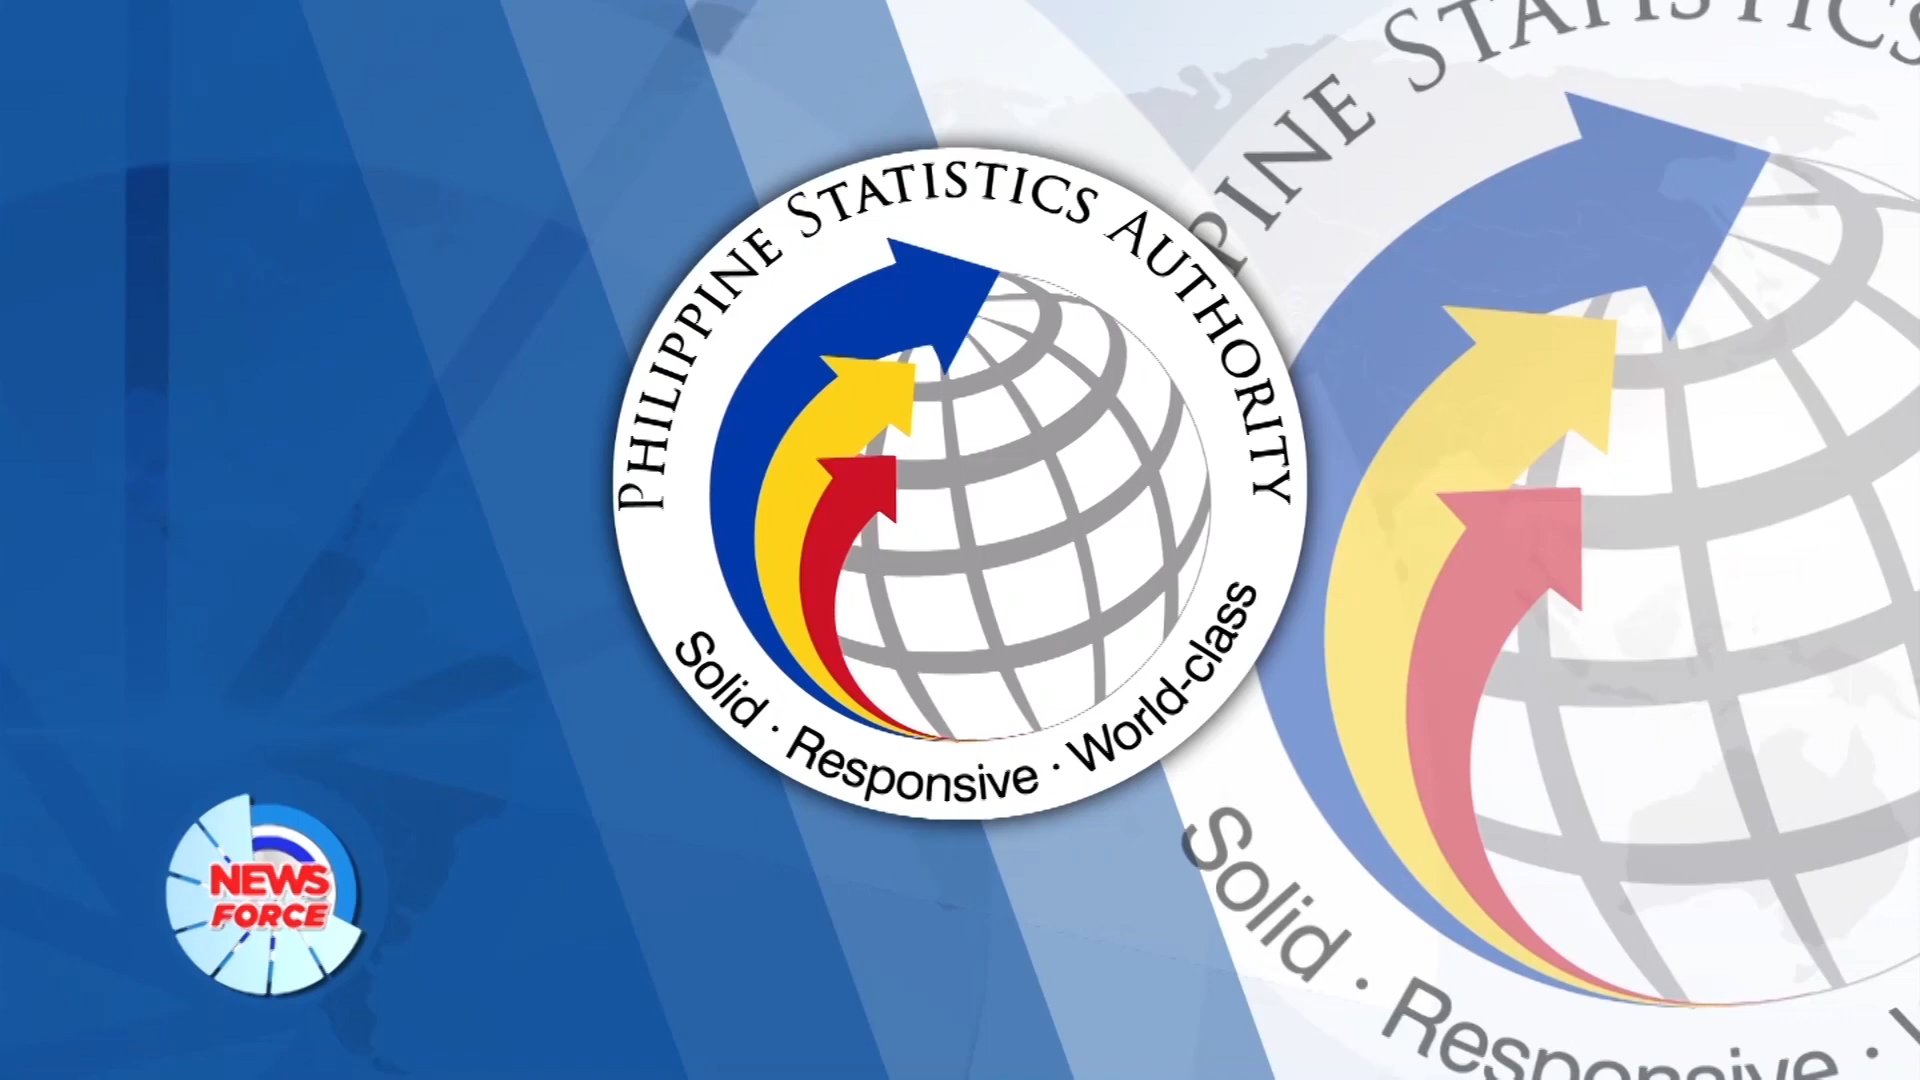 PHILIPPINE STATISTICS AUTHORITY
Solid · Responsive · World-class
PINE STATISTICS
Solid · Responsive ·
NEWS
FORCE